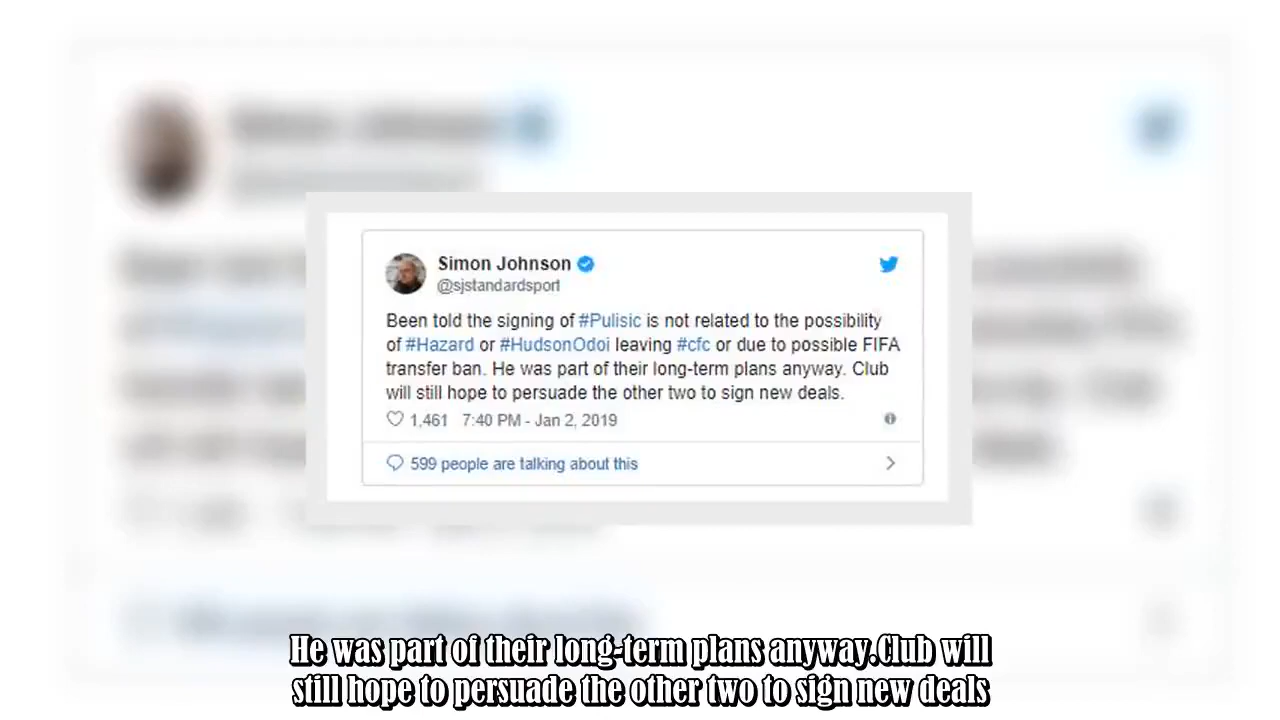 Simon Johnson
@sjstandardsport
Been told the signing of #Pulisic is not related to the possibility
of #Hazard or #HudsonOdoi leaving #cfc or due to possible FIFA
transfer ban. He was part of their long-term plans anyway. Club
will still hope to persuade the other two to sign new deals.
1,461 7:40 PM - Jan 2, 2019
599 people are talking about this
He was part of their long-term plans anyway.Club will
still hope to persuade the other two to sign new deals